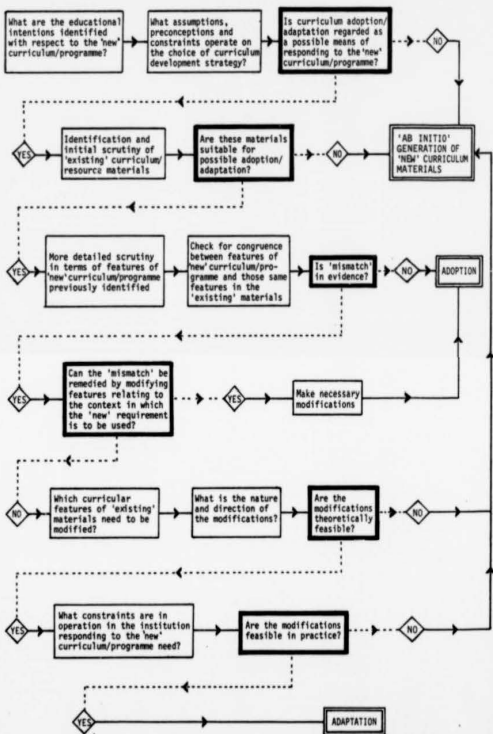 What are the educational
intentions identified
with respect to the 'new'
curriculum/programme?
What assumptions,
preconceptions and
constraints operate on
the choice of curriculum
development strategy?
Is curriculum adoption/
adaptation regarded as
a possible means of
responding to the 'new'
curriculum/programme?
NO
YES
Identification and
initial scrutiny of
'existing' curriculum/
resource materials
Are these materials
suitable for
possible adoption/
adaptation?
NO
'AB INITIO'
GENERATION OF
'NEW' CURRICULUM
MATERIALS
YES
More detailed scrutiny
in terms of features of
'new' curriculum/programme
previously identified
Check for congruence
between features of
'new' curriculum/pro-
gramme and those same
features in the
'existing' materials
Is 'mismatch'
in evidence?
NO
ADOPTION
YES
Can the 'mismatch' be
remedied by modifying
features relating to
the context in which
the 'new' requirement
is to be used?
YES
Make necessary
modifications
NO
Which curricular
features of 'existing'
materials need to be
modified?
What is the nature
and direction of
the modifications?
Are the
modifications
theoretically
feasible?
NO
YES
What constraints are in
operation in the institution
responding to the 'new'
curriculum/programme need?
Are the modifications
feasible in practice?
NO
YES
ADAPTATION